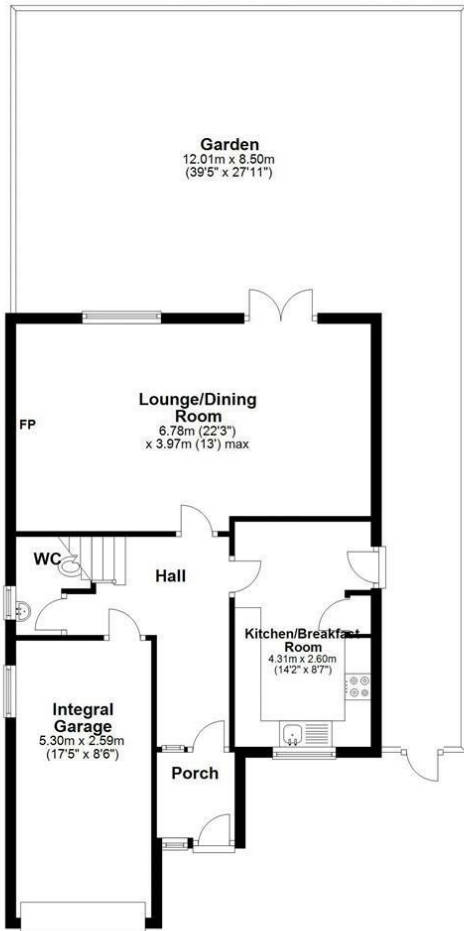 Garden
12.01m x 8.50m
(39'5" x 27'11")
Lounge/Dining
Room
6.78m (22'3")
x 3.97m (13') max
FP
WC
Hall
Kitchen/Breakfast
Room
4.31m x 2.60m
(14'2" x 8'7")
Integral
Garage
5.30m x 2.59m
(17'5" x 8'6")
Porch